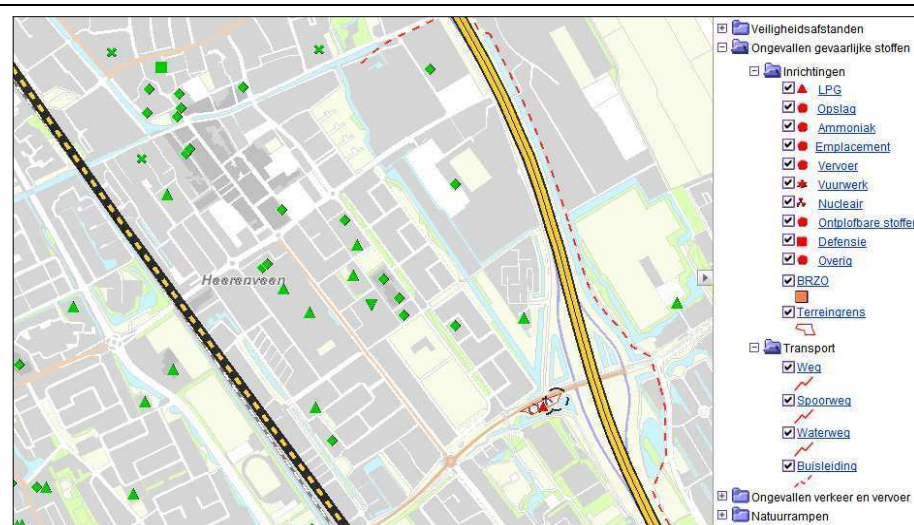 Heerenveen
Veiligheidsafstanden
Ongevallen gevaarlijke stoffen
Inrichtingen
LPG
Opslag
Ammoniak
Emplacement
Vervoer
Vuurwerk
Nucleair
Ontplofbare stoffen
Defensie
Overig
BRZO
Terreingrens
Transport
Weg
Spoorweg
Waterweg
Buisleiding
Ongevallen verkeer en vervoer
Natuurrampen